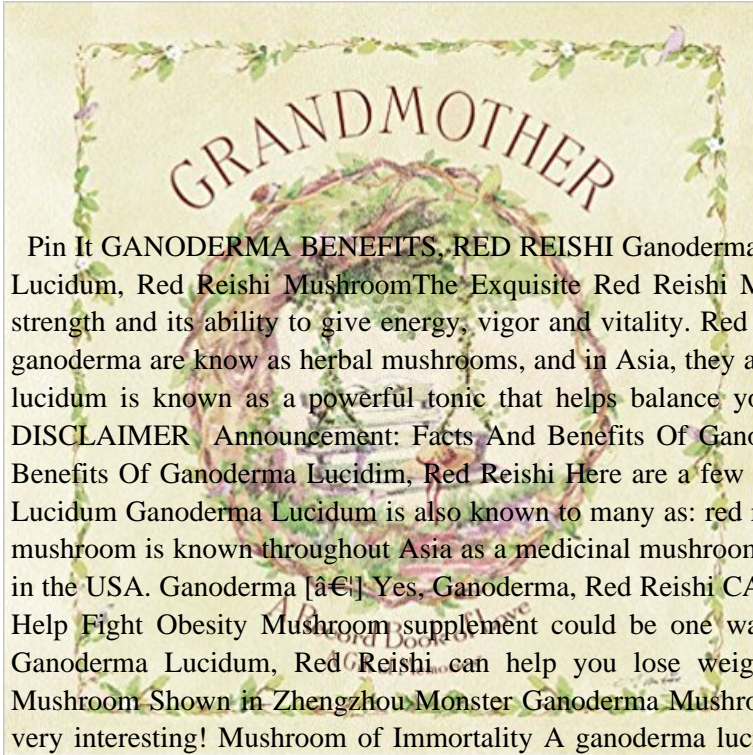 GRANDMOTHER
Pin It GANODERMA BENEFITS, RED REISHI Ganoderma
Lucidum, Red Reishi MushroomThe Exquisite Red Reishi M
strength and its ability to give energy, vigor and vitality. Red
ganoderma are know as herbal mushrooms, and in Asia, they a
lucidum is known as a powerful tonic that helps balance yo
DISCLAIMER Announcement: Facts And Benefits Of Gano
Benefits Of Ganoderma Lucidim, Red Reishi Here are a few
Lucidum Ganoderma Lucidum is also known to many as: red r
mushroom is known throughout Asia as a medicinal mushroom
in the USA. Ganoderma [â€¦] Yes, Ganoderma, Red Reishi CA
A Record Book of Love
Help Fight Obesity Mushroom supplement could be one wa
Ganoderma Lucidum, Red Reishi can help you lose weig
Mushroom Shown in Zhengzhou Monster Ganoderma Mushro
very interesting! Mushroom of Immortality A ganoderma luc